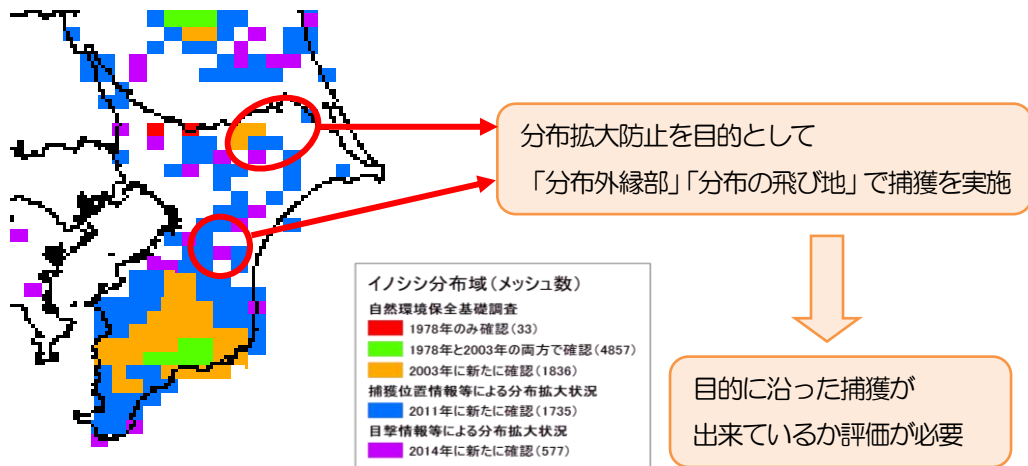 分布拡大防止を目的として
「分布外縁部」「分布の飛び地」で捕獲を実施
イノシシ分布域(メッシュ数)
自然環境保全基礎調査
1978年のみ確認(33)
1978年と2003年の両方で確認(4857)
2003年に新たに確認(1836)
捕獲位置情報等による分布拡大状況
2011年に新たに確認(1735)
目撃情報等による分布拡大状況
2014年に新たに確認(577)
目的に沿った捕獲が
出来ているか評価が必要